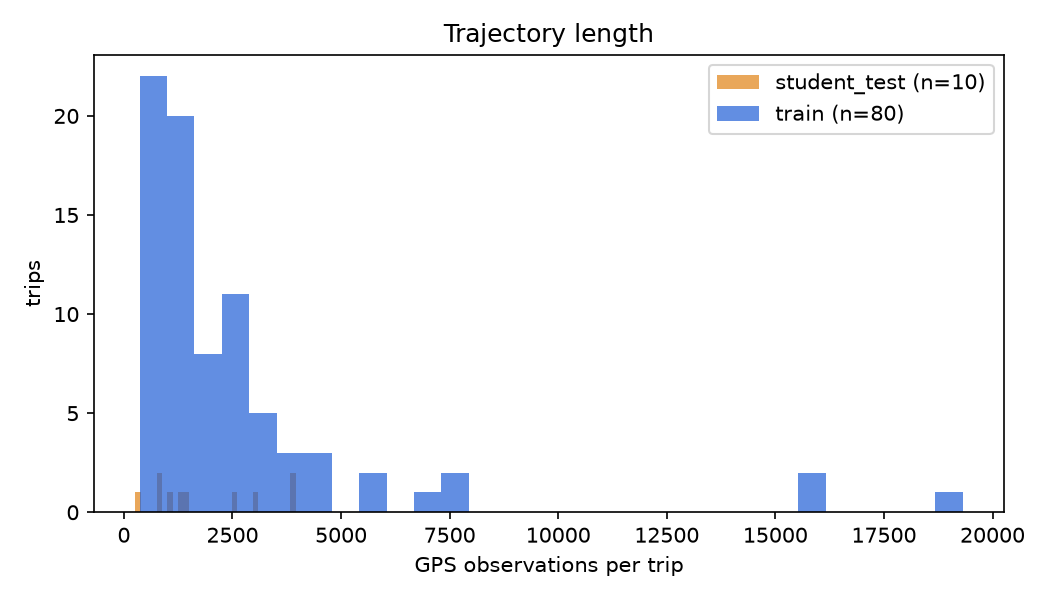 Trajectory length
student_test (n=10)
train (n=80)
20
15
10
5
0
trips
0 2500 5000 7500 10000 12500 15000 17500 20000
GPS observations per trip